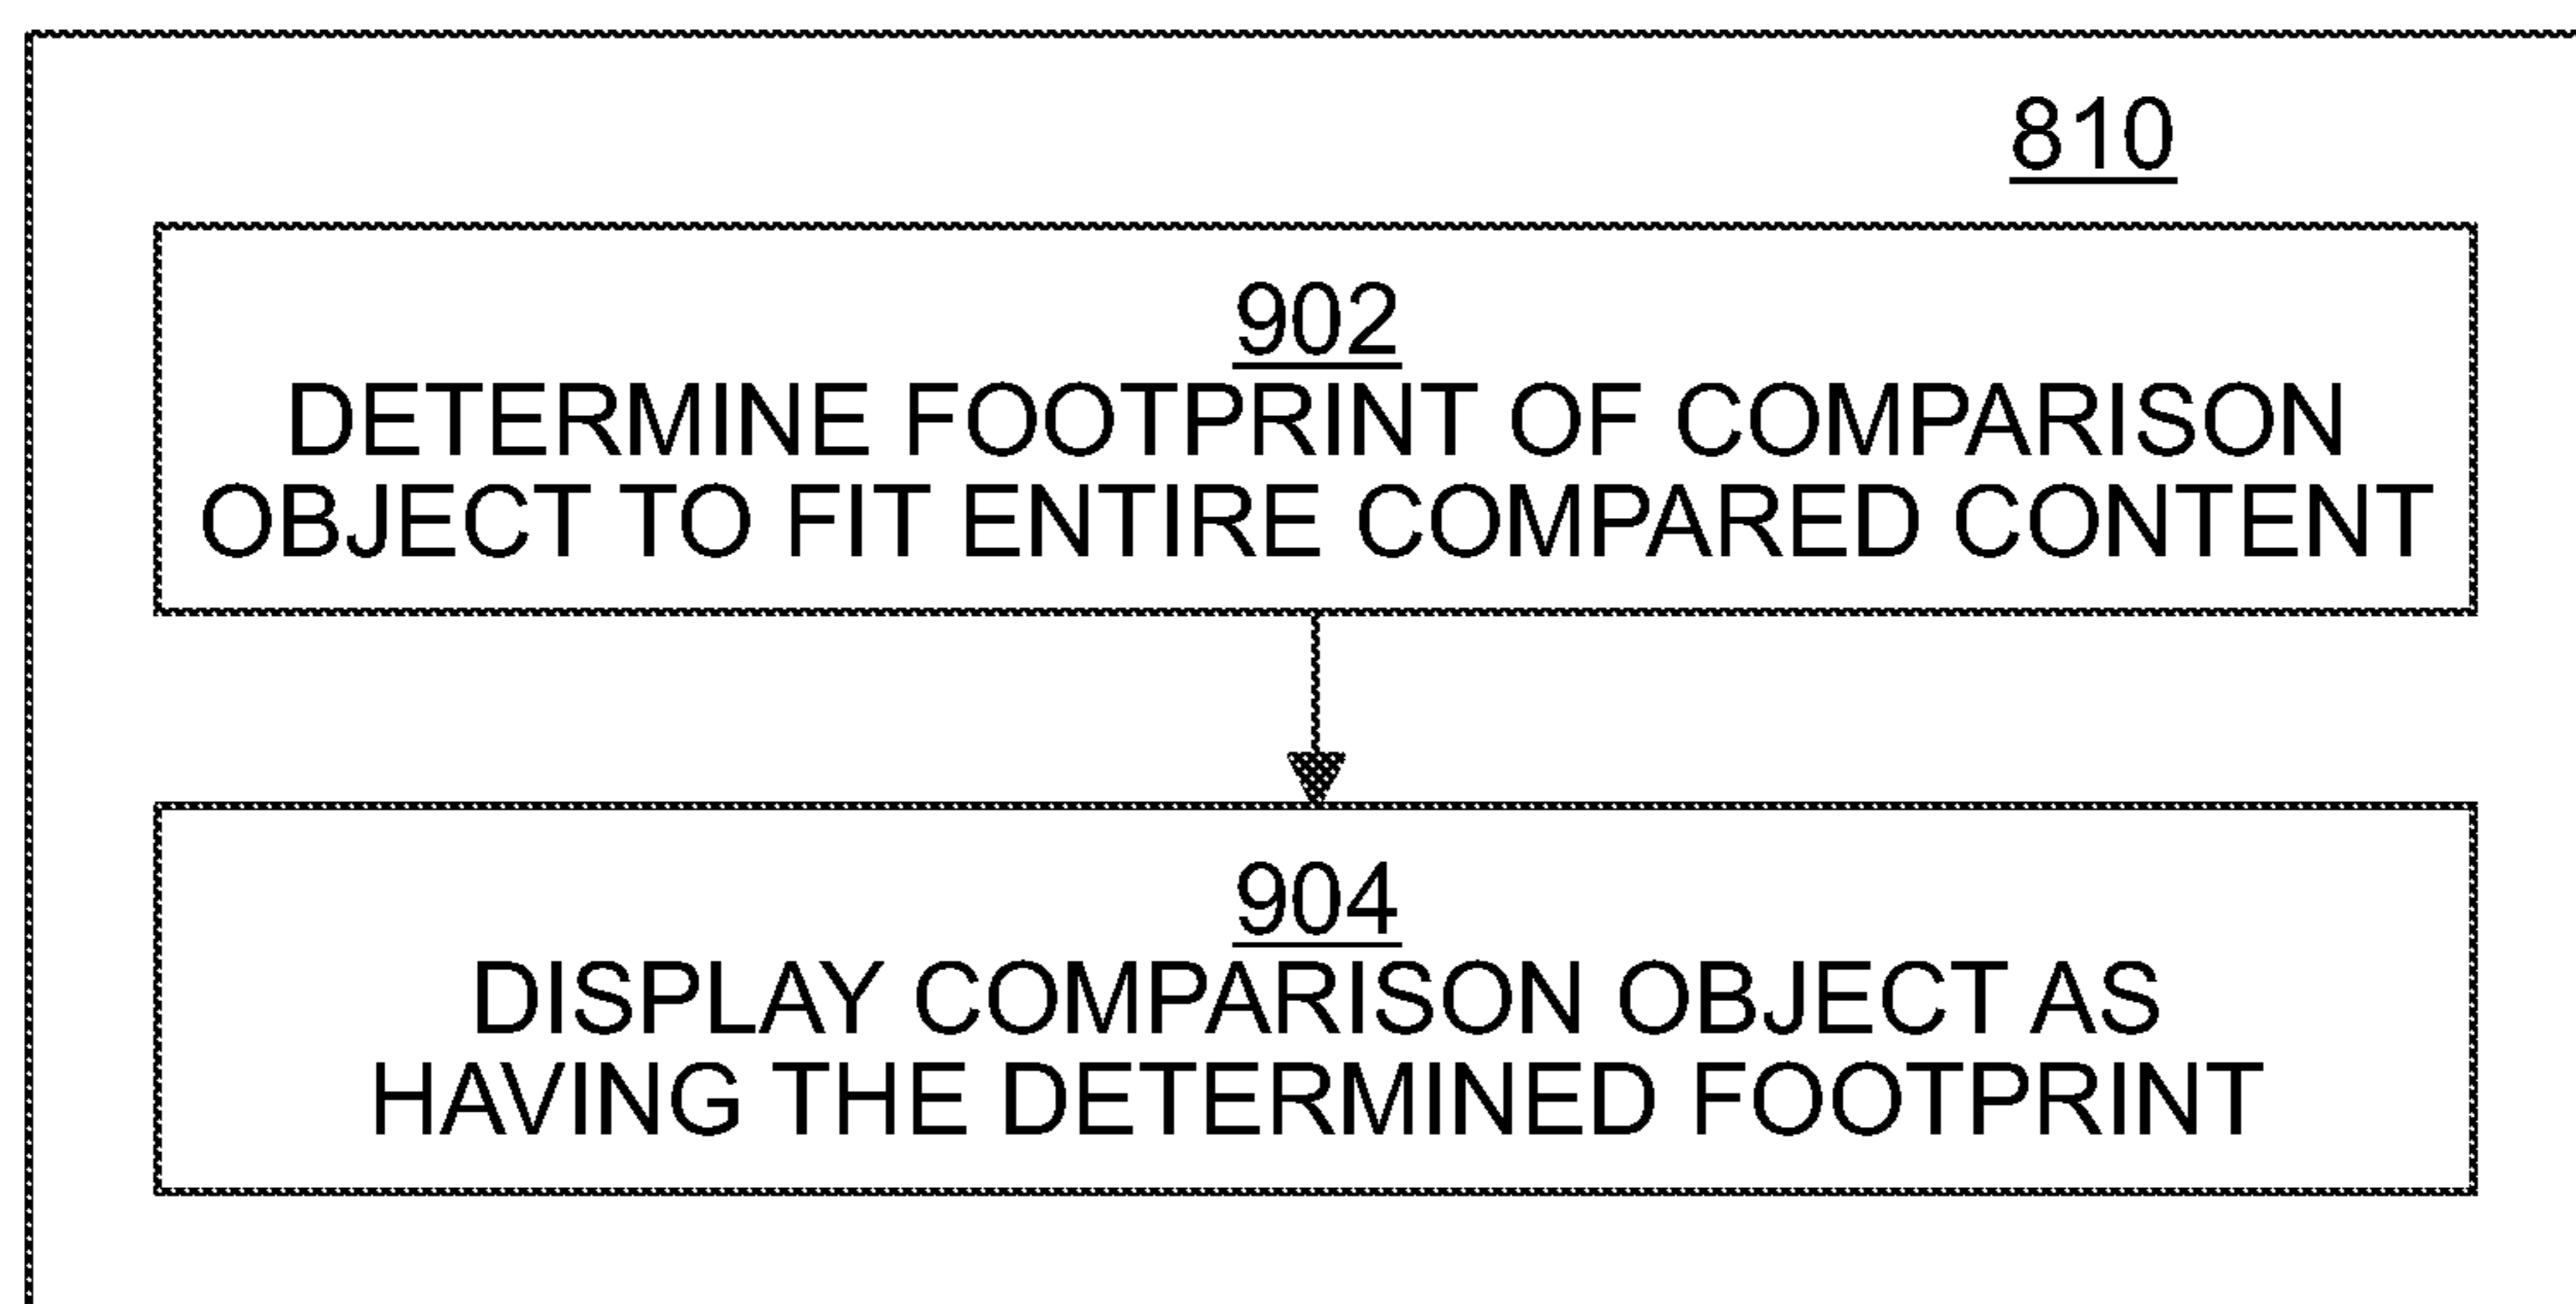 810
902
DETERMINE FOOTPRINT OF COMPARISON
OBJECT TO FIT ENTIRE COMPARED CONTENT
904
DISPLAY COMPARISON OBJECT AS
HAVING THE DETERMINED FOOTPRINT